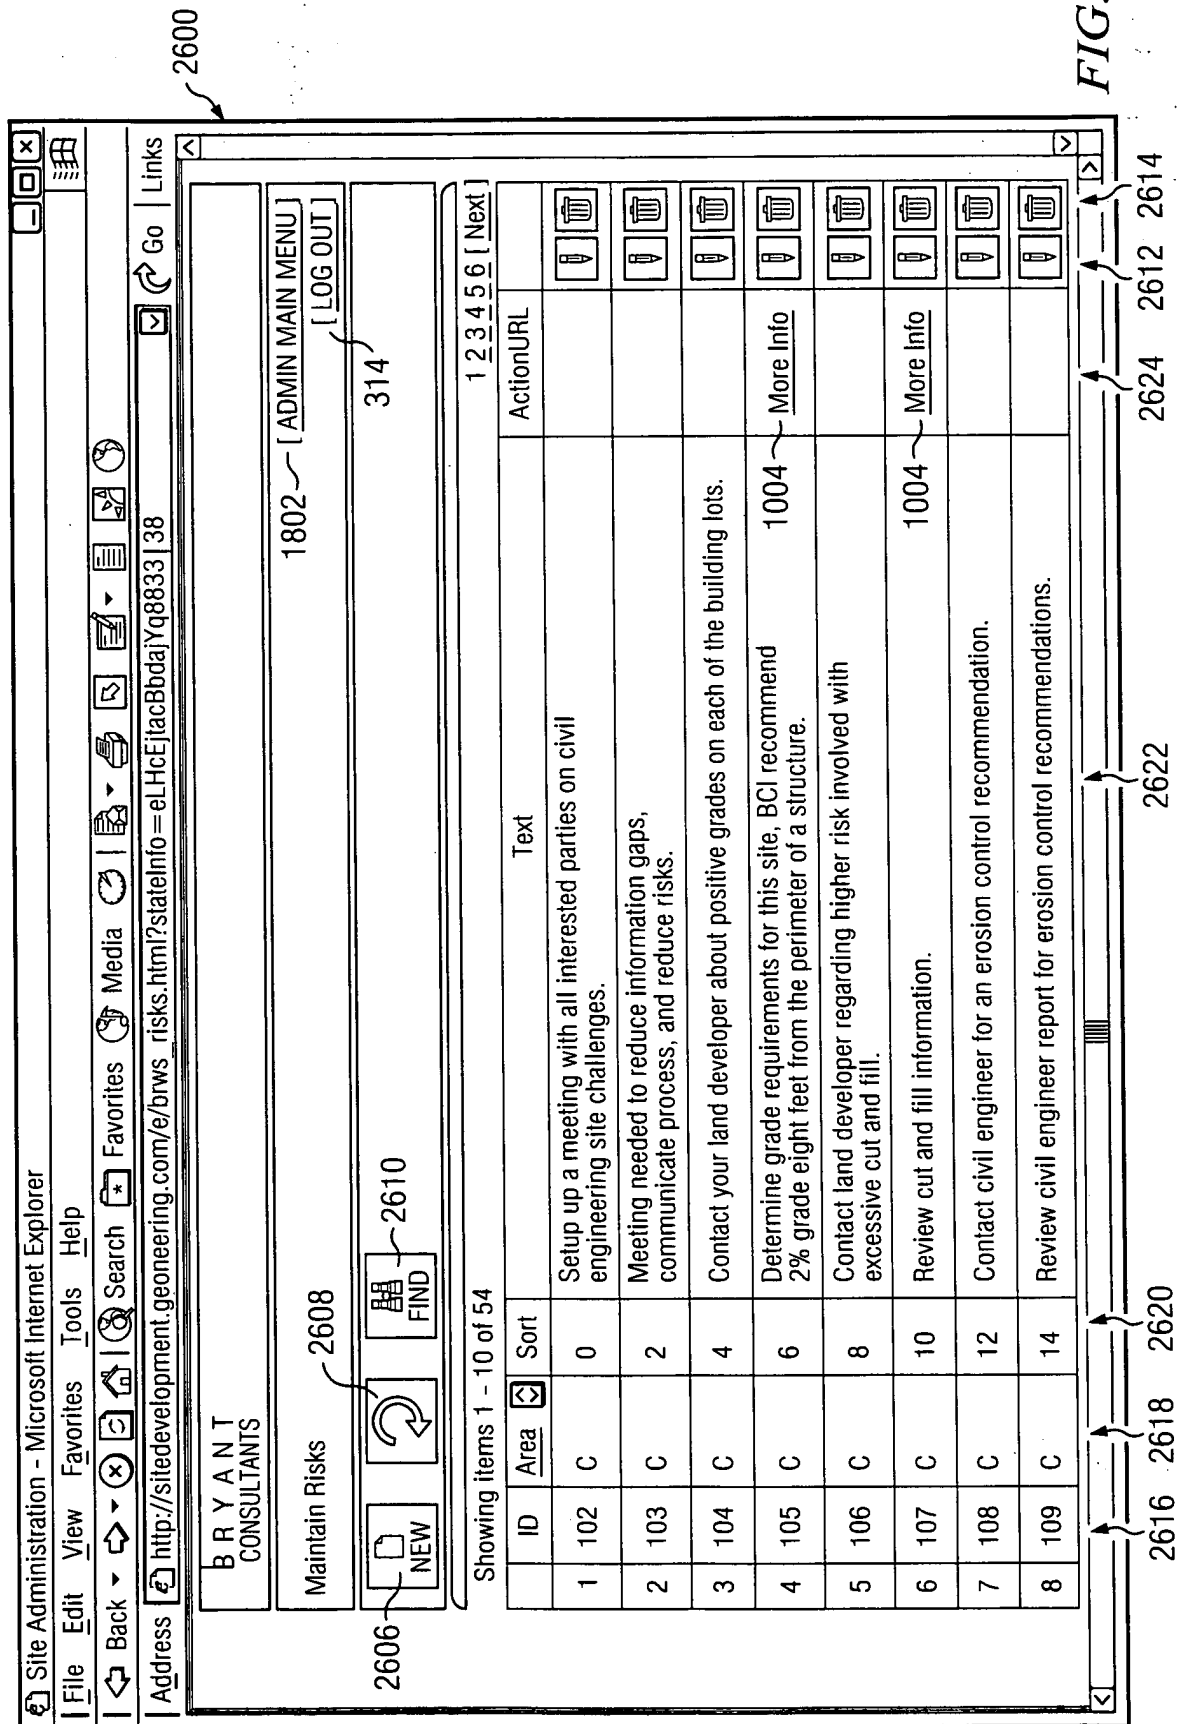 Site Administration - Microsoft Internet Explorer
File Edit View Favorites Tools Help
Back Search Favorites Media
Address http://sitedevelopment.geoneering.com/e/brws_risks.html?stateInfo=eLHcEjtacBbdajYq8833|38 Go Links
2600
BRYANT
CONSULTANTS
Maintain Risks
1802 [ ADMIN MAIN MENU ]
[ LOG OUT ]
314
2606 NEW 2608 FIND 2610
Showing items 1 - 10 of 54 1 2 3 4 5 6 [ Next ]
ID Area Sort Text ActionURL
1 102 C 0 Setup up a meeting with all interested parties on civil
engineering site challenges.
2 103 C 2 Meeting needed to reduce information gaps,
communicate process, and reduce risks.
3 104 C 4 Contact your land developer about positive grades on each of the building lots.
4 105 C 6 Determine grade requirements for this site, BCI recommend
2% grade eight feet from the perimeter of a structure. 1004 More Info
5 106 C 8 Contact land developer regarding higher risk involved with
excessive cut and fill.
6 107 C 10 Review cut and fill information. 1004 More Info
7 108 C 12 Contact civil engineer for an erosion control recommendation.
8 109 C 14 Review civil engineer report for erosion control recommendations.
2616 2618 2620 2622 2624 2612 2614
FIG.